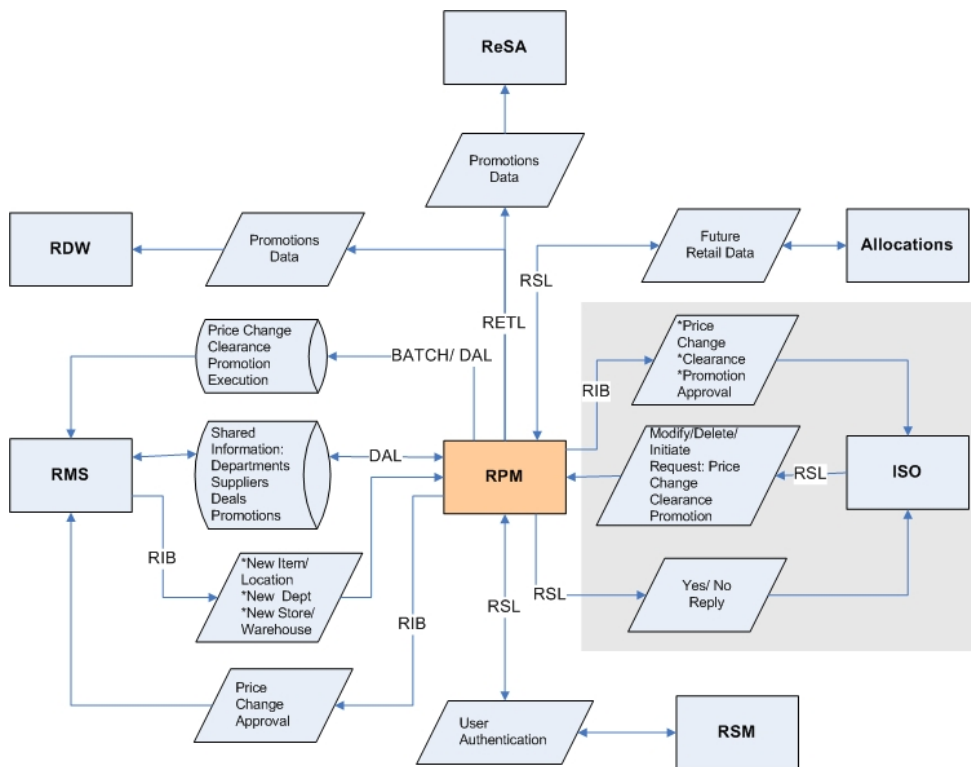 ReSA
Promotions
Data
RDW
Promotions
Data
Future
Retail Data
Allocations
RSL
RETL
Price Change
Clearance
Promotion
Execution
BATCH/ DAL
*Price
Change
*Clearance
*Promotion
Approval
RIB
RMS
Shared
Information:
Departments
Suppliers
Deals
Promotions
DAL
RPM
Modify/Delete/
Initiate
Request: Price
Change
Clearance
Promotion
RSL
ISO
RIB
*New Item/
Location
*New  Dept
*New Store/
Warehouse
RIB
RSL
RSL
Yes/ No
Reply
Price
Change
Approval
User
Authentication
RSM